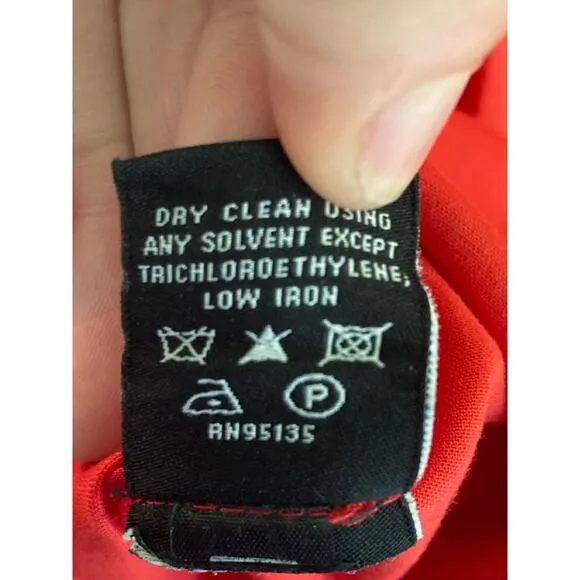 DRY CLEAN USING
ANY SOLVENT EXCEPT
TRICHLOROETHYLENE,
LOW IRON
P
RN95135